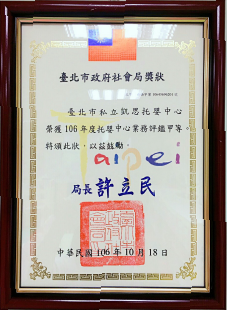 臺北市政府社會局獎狀
臺北市私立凱思托嬰中心
榮獲106年度托嬰中心業務評鑑甲等。
特頒此狀,以茲鼓勵。
Taipei
局長 許立民
中華民國106年10月18日